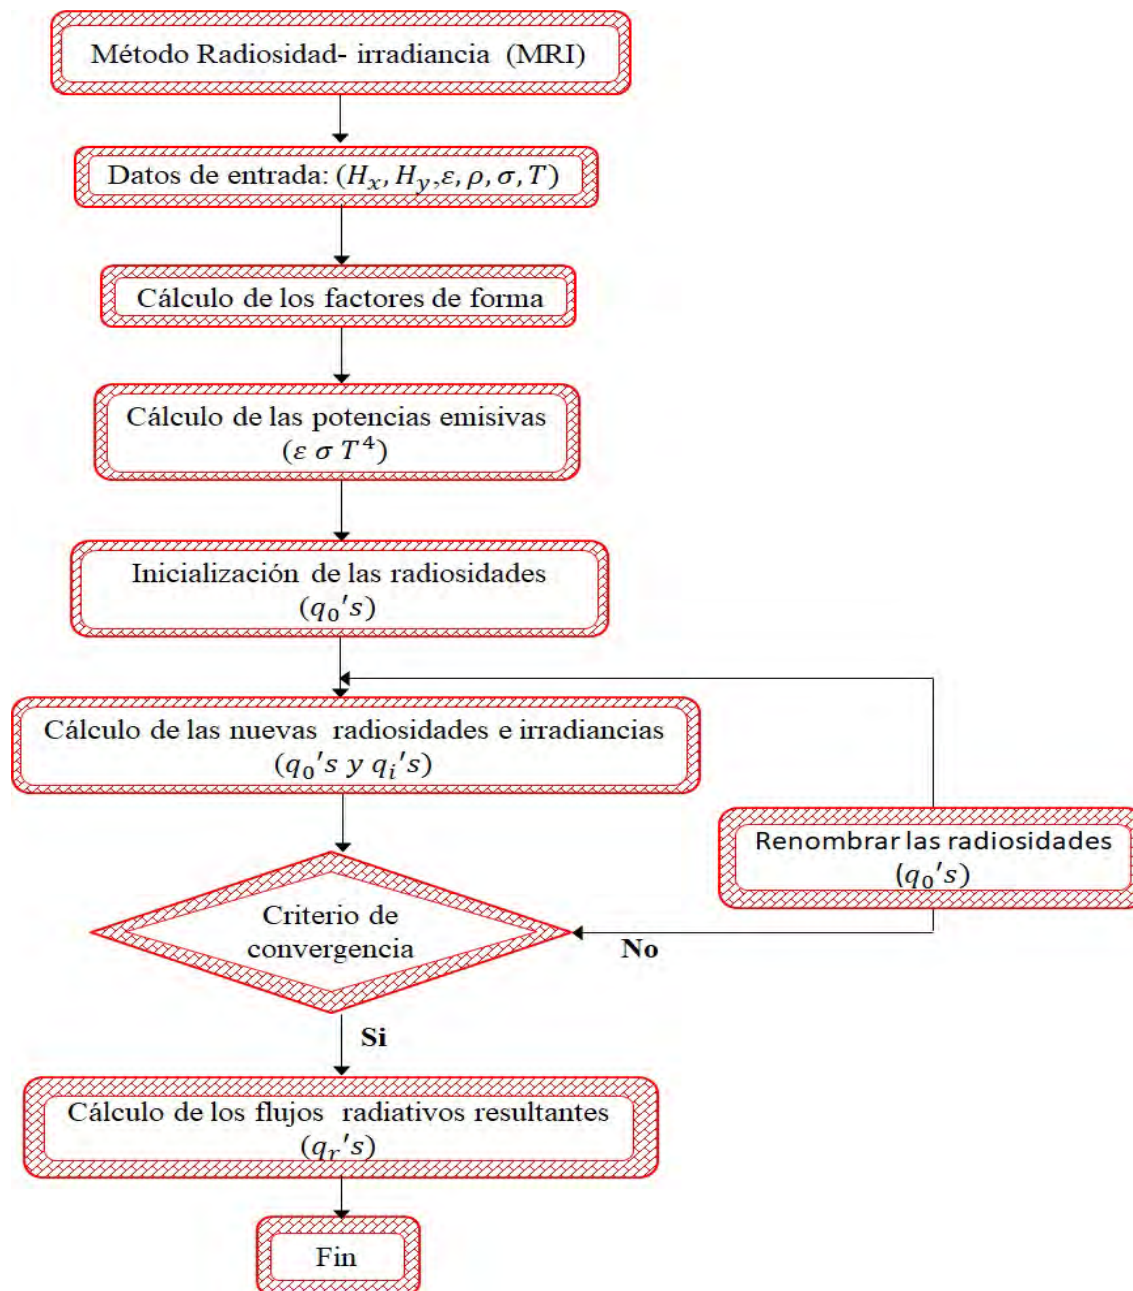 Método Radiosidad- irradiancia (MRI)
Datos de entrada: (𝐻ₓ, 𝐻_y,ε, ρ, σ, T)
Cálculo de los factores de forma
Cálculo de las potencias emisivas
(ε σ T⁴)
Inicialización de las radiosidades
(q₀'s)
Cálculo de las nuevas radiosidades e irradiancias
(q₀'s y qᵢ's)
Renombrar las radiosidades
(q₀'s)
Criterio de
convergencia
No
Si
Cálculo de los flujos radiativos resultantes
(qᵣ's)
Fin